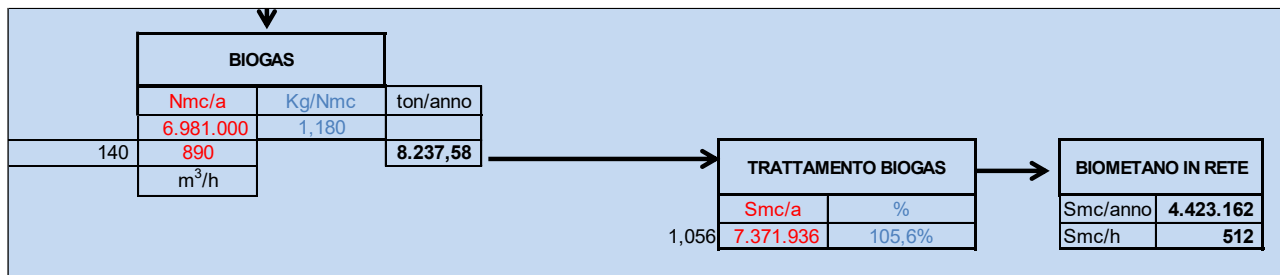 BIOGAS
Nmc/a Kg/Nmc ton/anno
6.981.000 1,180
140 890 8.237,58
m³/h
TRATTAMENTO BIOGAS BIOMETANO IN RETE
Smc/a % Smc/anno 4.423.162
1,056 7.371.936 105,6% Smc/h 512